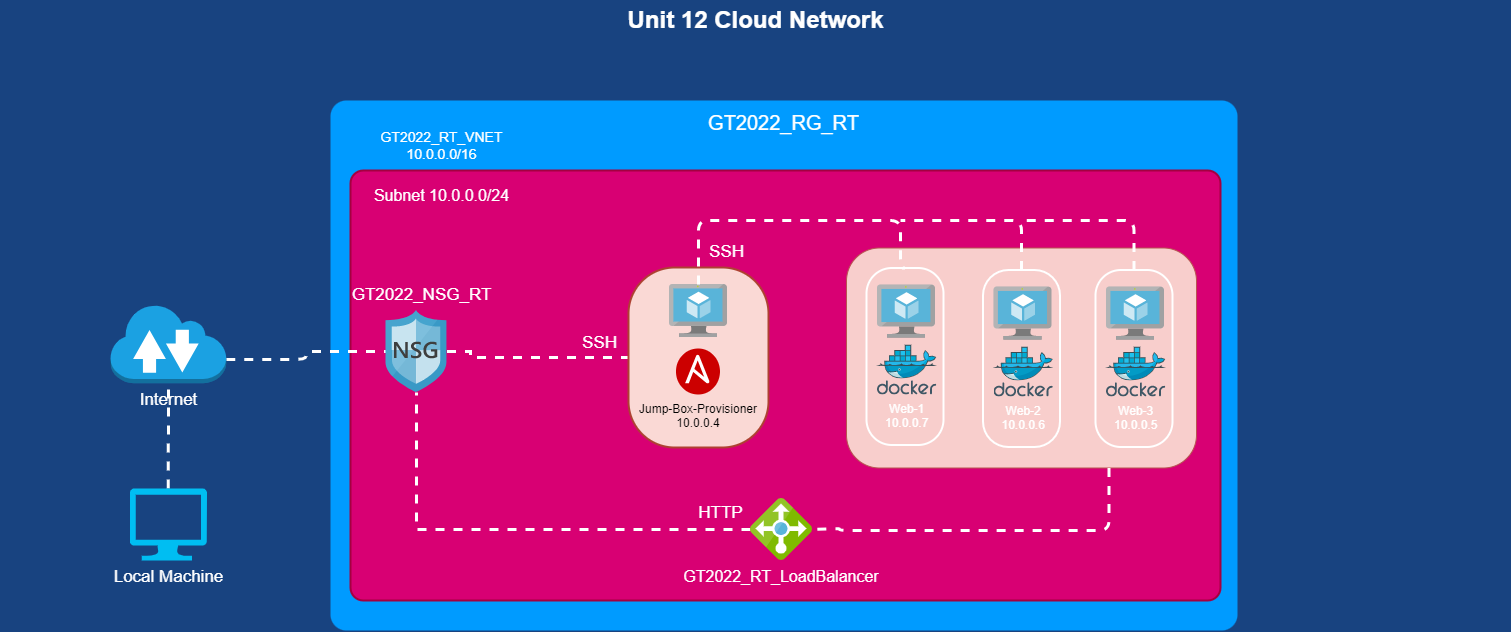 Unit 12 Cloud Network
GT2022_RG_RT
GT2022_RT_VNET
10.0.0.0/16
Subnet 10.0.0.0/24
SSH
GT2022_NSG_RT
NSG
SSH
Internet
Jump-Box-Provisioner
10.0.0.4
docker
Web-1
10.0.0.7
docker
Web-2
10.0.0.6
docker
Web-3
10.0.0.5
HTTP
GT2022_RT_LoadBalancer
Local Machine